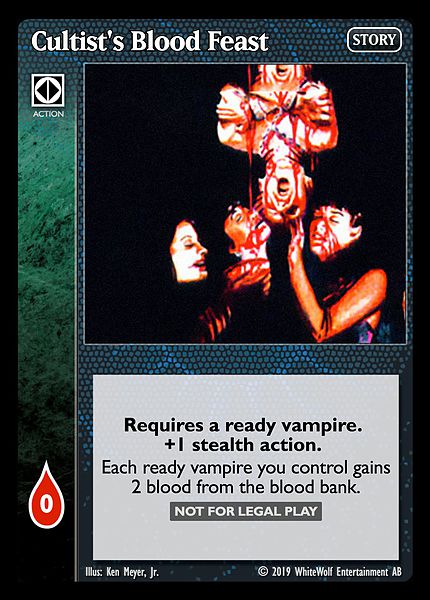 Cultist's Blood Feast
STORY
ACTION
Requires a ready vampire.
+1 stealth action.
Each ready vampire you control gains
2 blood from the blood bank.
NOT FOR LEGAL PLAY
0
Illus: Ken Meyer, Jr.
© 2019 WhiteWolf Entertainment AB